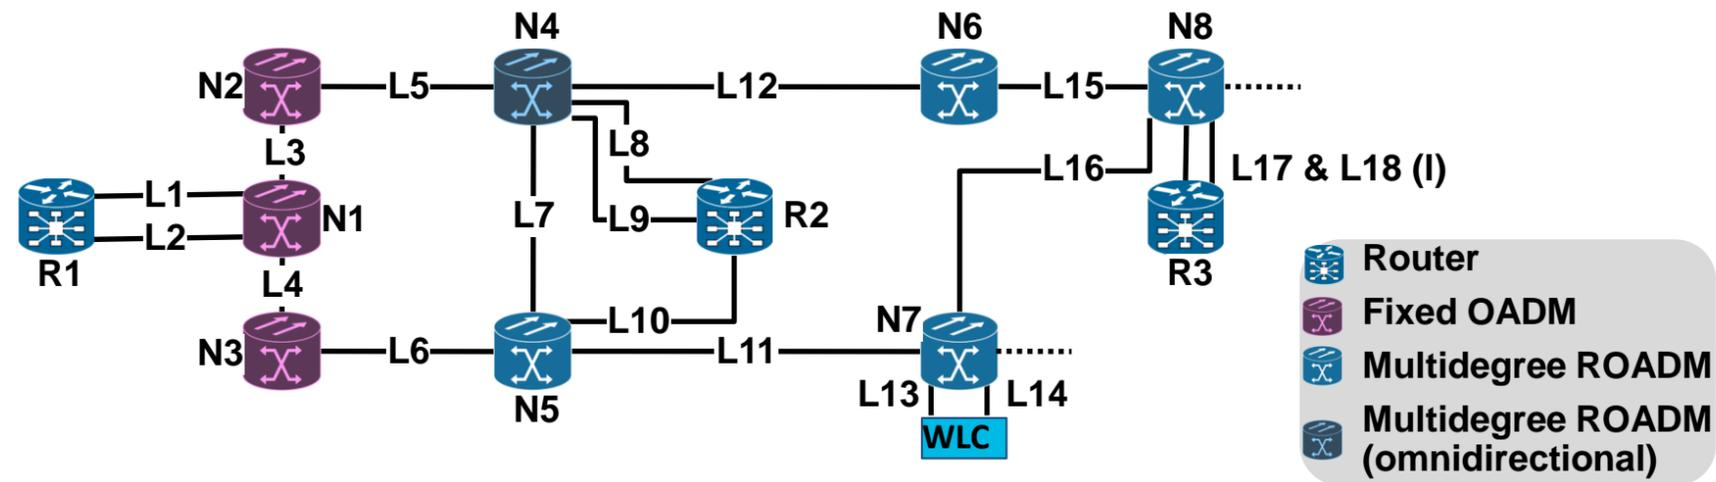 N4
N6
N8
N2
L5
L12
L15
L8
L3
L16
L17 & L18 (I)
L1
N1
L7
L9
R2
L2
R1
L4
R3
Router
L10
N7
Fixed OADM
N3
L6
L11
Multidegree ROADM
N5
L13
L14
WLC
Multidegree ROADM
(omnidirectional)